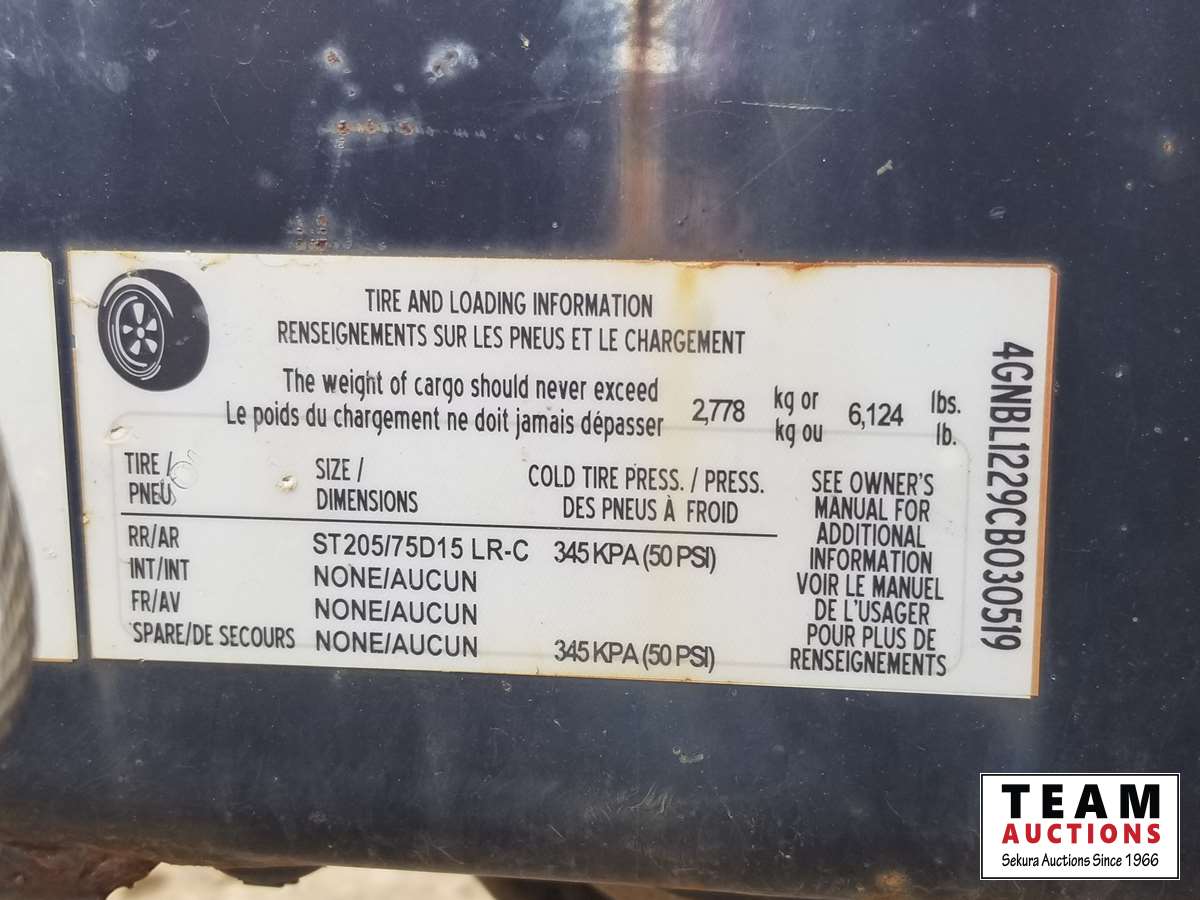 TIRE AND LOADING INFORMATION
RENSEIGNEMENTS SUR LES PNEUS ET LE CHARGEMENT
The weight of cargo should never exceed
Le poids du chargement ne doit jamais dépasser
2,778
kg or
kg ou
6,124
lbs.
lb.
TIRE /
PNEU
SIZE /
DIMENSIONS
COLD TIRE PRESS. / PRESS.
DES PNEUS À FROID
RR/AR ST205/75D15 LR-C 345 KPA (50 PSI)
INT/INT NONE/AUCUN
FR/AV NONE/AUCUN
SPARE/DE SECOURS NONE/AUCUN 345 KPA (50 PSI)
SEE OWNER'S
MANUAL FOR
ADDITIONAL
INFORMATION
VOIR LE MANUEL
DE L'USAGER
POUR PLUS DE
RENSEIGNEMENTS
4GNBL1229CB030519
TEAM
AUCTIONS
Sekura Auctions Since 1966